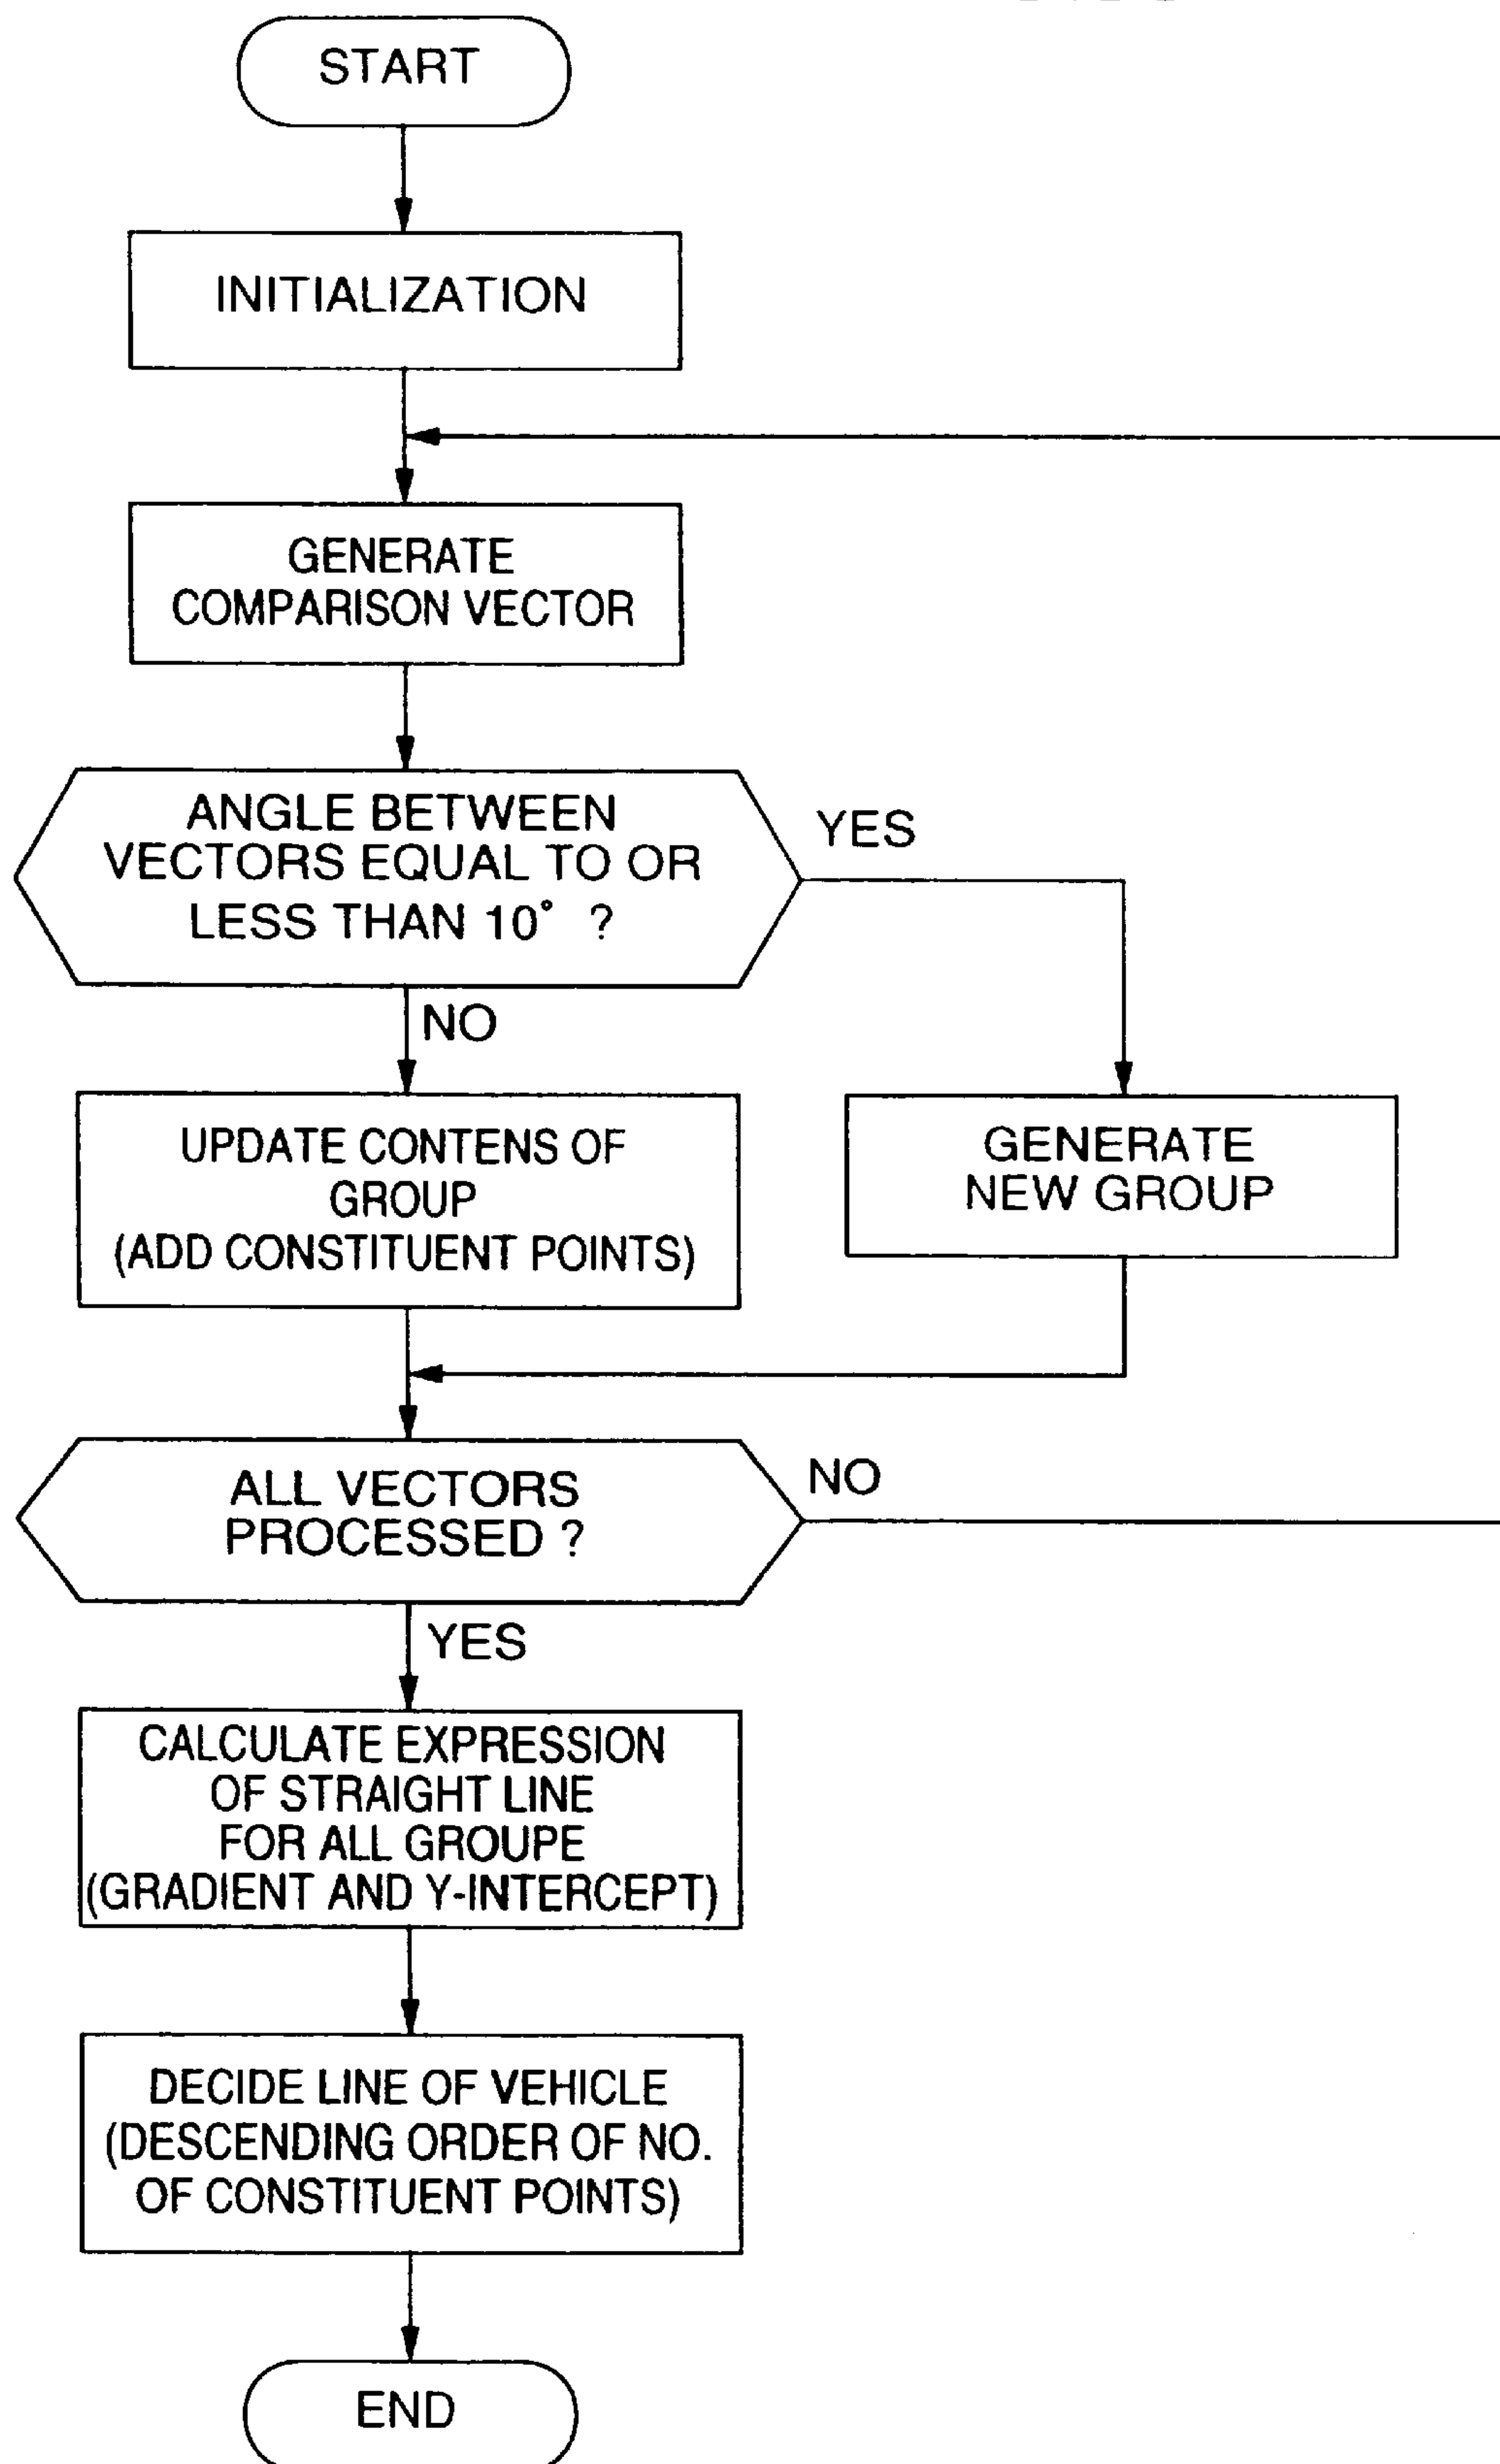 START
INITIALIZATION
GENERATE
COMPARISON VECTOR
ANGLE BETWEEN
VECTORS EQUAL TO OR
LESS THAN 10° ?
YES
NO
UPDATE CONTENS OF
GROUP
(ADD CONSTITUENT POINTS)
GENERATE
NEW GROUP
ALL VECTORS
PROCESSED ?
NO
YES
CALCULATE EXPRESSION
OF STRAIGHT LINE
FOR ALL GROUPE
(GRADIENT AND Y-INTERCEPT)
DECIDE LINE OF VEHICLE
(DESCENDING ORDER OF NO.
OF CONSTITUENT POINTS)
END